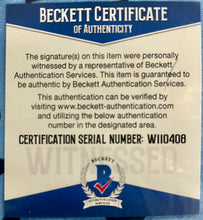 BECKETT CERTIFICATE
OF AUTHENTICITY
The signature(s) on this item were personally
witnessed by a representative of Beckett
Authentication Services. This item is guaranteed
to be authentic by Beckett Authentication Services.
This authentication can be verified by
visiting www.beckett-authentication.com
and utilizing the below authentication
number in the designated area.
CERTIFICATION SERIAL NUMBER: WI10408
WITNESSED
BECKETT
B